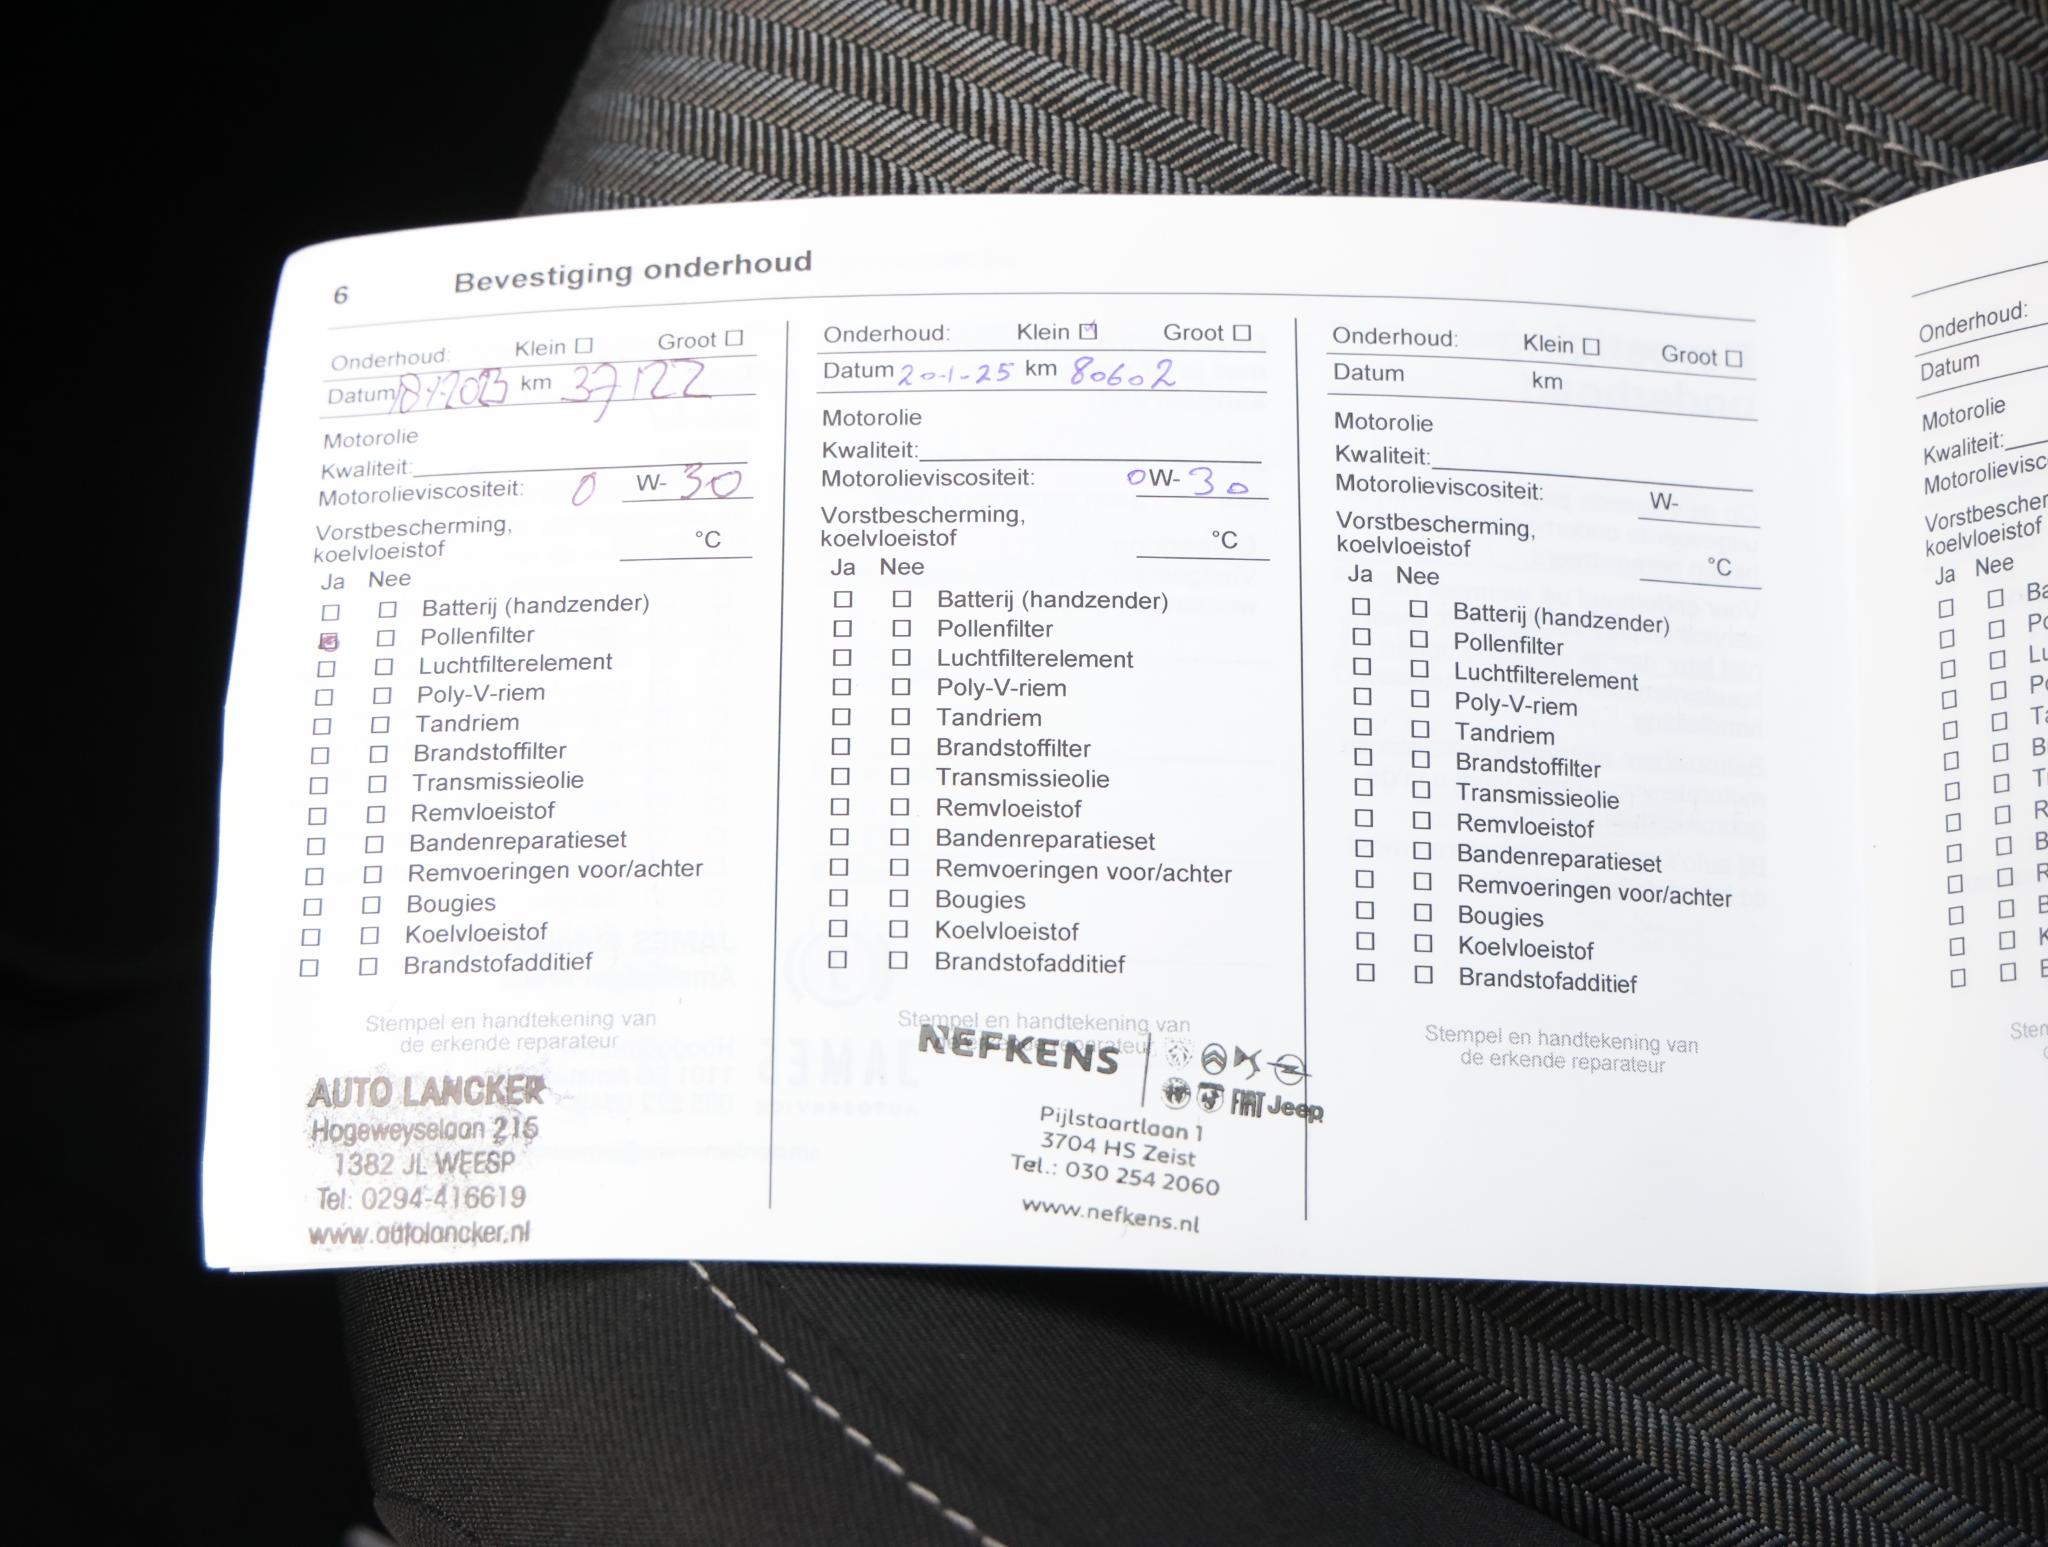 6 Bevestiging onderhoud
Onderhoud: Klein ☐ Groot ☐
Datum km 37122
Motorolie
Kwaliteit:
Motorolieviscositeit: 0 W- 30
Vorstbescherming,
koelvloeistof °C
Ja Nee
Batterij (handzender)
Pollenfilter
Luchtfilterelement
Poly-V-riem
Tandriem
Brandstoffilter
Transmissieolie
Remvloeistof
Bandenreparatieset
Remvoeringen voor/achter
Bougies
Koelvloeistof
Brandstofadditief
Stempel en handtekening van
de erkende reparateur
AUTO LANCKER
Hogeweyselaan 215
1382 JL WEESP
Tel: 0294-416619
www.autolancker.nl
Onderhoud: Klein ☑ Groot ☐
Datum 20-1-25 km 80602
Motorolie
Kwaliteit:
Motorolieviscositeit: 0W- 30
Vorstbescherming,
koelvloeistof °C
Ja Nee
Batterij (handzender)
Pollenfilter
Luchtfilterelement
Poly-V-riem
Tandriem
Brandstoffilter
Transmissieolie
Remvloeistof
Bandenreparatieset
Remvoeringen voor/achter
Bougies
Koelvloeistof
Brandstofadditief
Stempel en handtekening van
de erkende reparateur
NEFKENS
FIAT Jeep
Pijlstaartlaan 1
3704 HS Zeist
Tel.: 030 254 2060
www.nefkens.nl
Onderhoud: Klein ☐ Groot ☐
Datum km
Motorolie
Kwaliteit:
Motorolieviscositeit: W-
Vorstbescherming,
koelvloeistof °C
Ja Nee
Batterij (handzender)
Pollenfilter
Luchtfilterelement
Poly-V-riem
Tandriem
Brandstoffilter
Transmissieolie
Remvloeistof
Bandenreparatieset
Remvoeringen voor/achter
Bougies
Koelvloeistof
Brandstofadditief
Stempel en handtekening van
de erkende reparateur
Onderhoud:
Datum
Motorolie
Kwaliteit:
Motorolievisc
Vorstbescher
koelvloeistof
Ja Nee